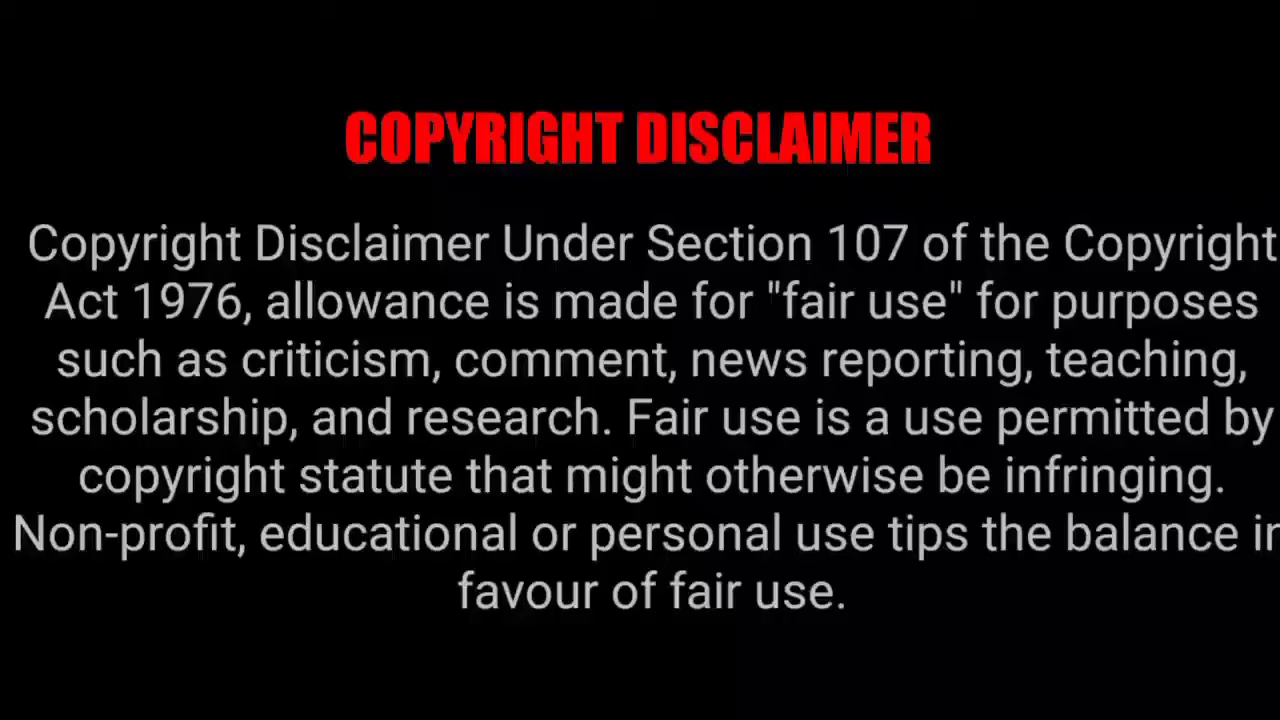 COPYRIGHT DISCLAIMER
Copyright Disclaimer Under Section 107 of the Copyright
Act 1976, allowance is made for "fair use" for purposes
such as criticism, comment, news reporting, teaching,
scholarship, and research. Fair use is a use permitted by
copyright statute that might otherwise be infringing.
Non-profit, educational or personal use tips the balance in
favour of fair use.